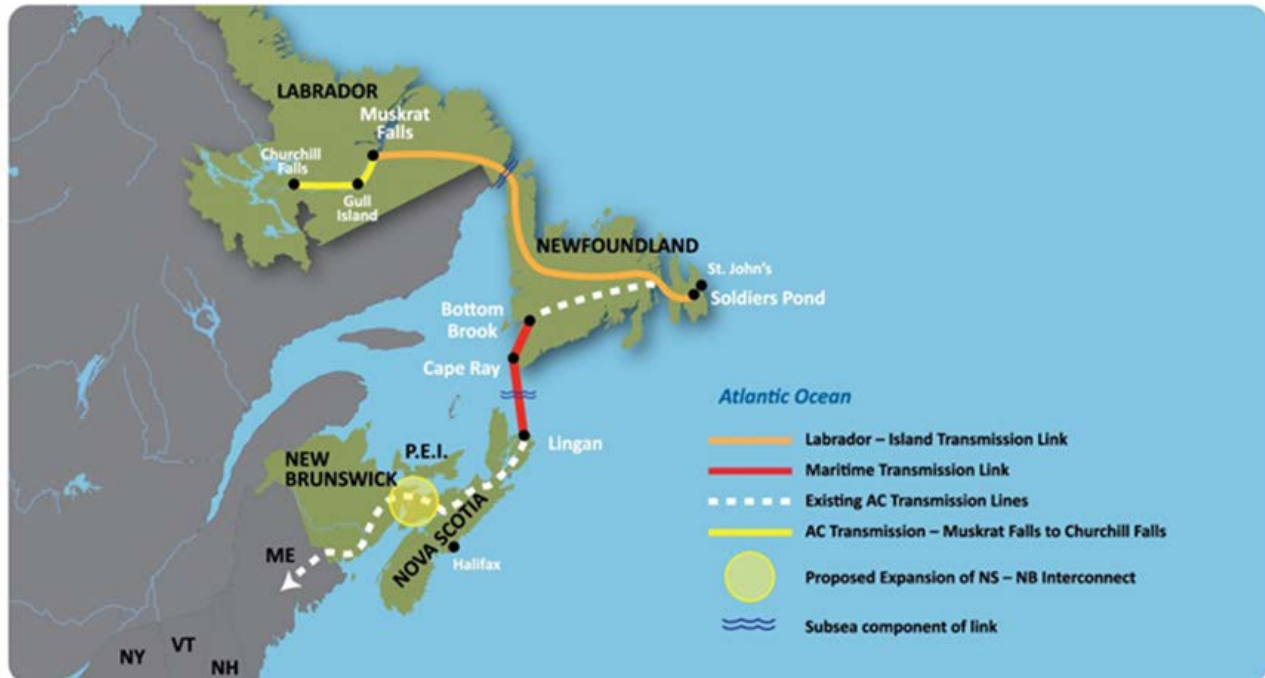 LABRADOR
Muskrat
Falls
Churchill
Falls
Gull
Island
NEWFOUNDLAND
St. John's
Soldiers Pond
Bottom
Brook
Cape Ray
Lingan
P.E.I.
NEW
BRUNSWICK
NOVA SCOTIA
Halifax
ME
NY
VT
NH
Atlantic Ocean
Labrador – Island Transmission Link
Maritime Transmission Link
Existing AC Transmission Lines
AC Transmission – Muskrat Falls to Churchill Falls
Proposed Expansion of NS – NB Interconnect
Subsea component of link